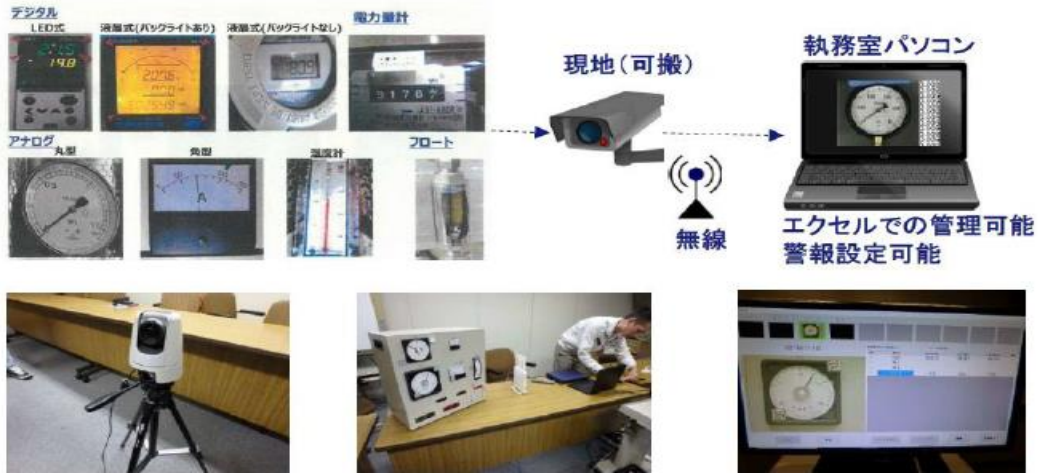 デジタル
LED式
液晶式(バックライトあり)
液晶式(バックライトなし)
電力量計
アナログ
丸型
角型
温度計
フロート
A
現地(可搬)
無線
執務室パソコン
エクセルでの管理可能
警報設定可能